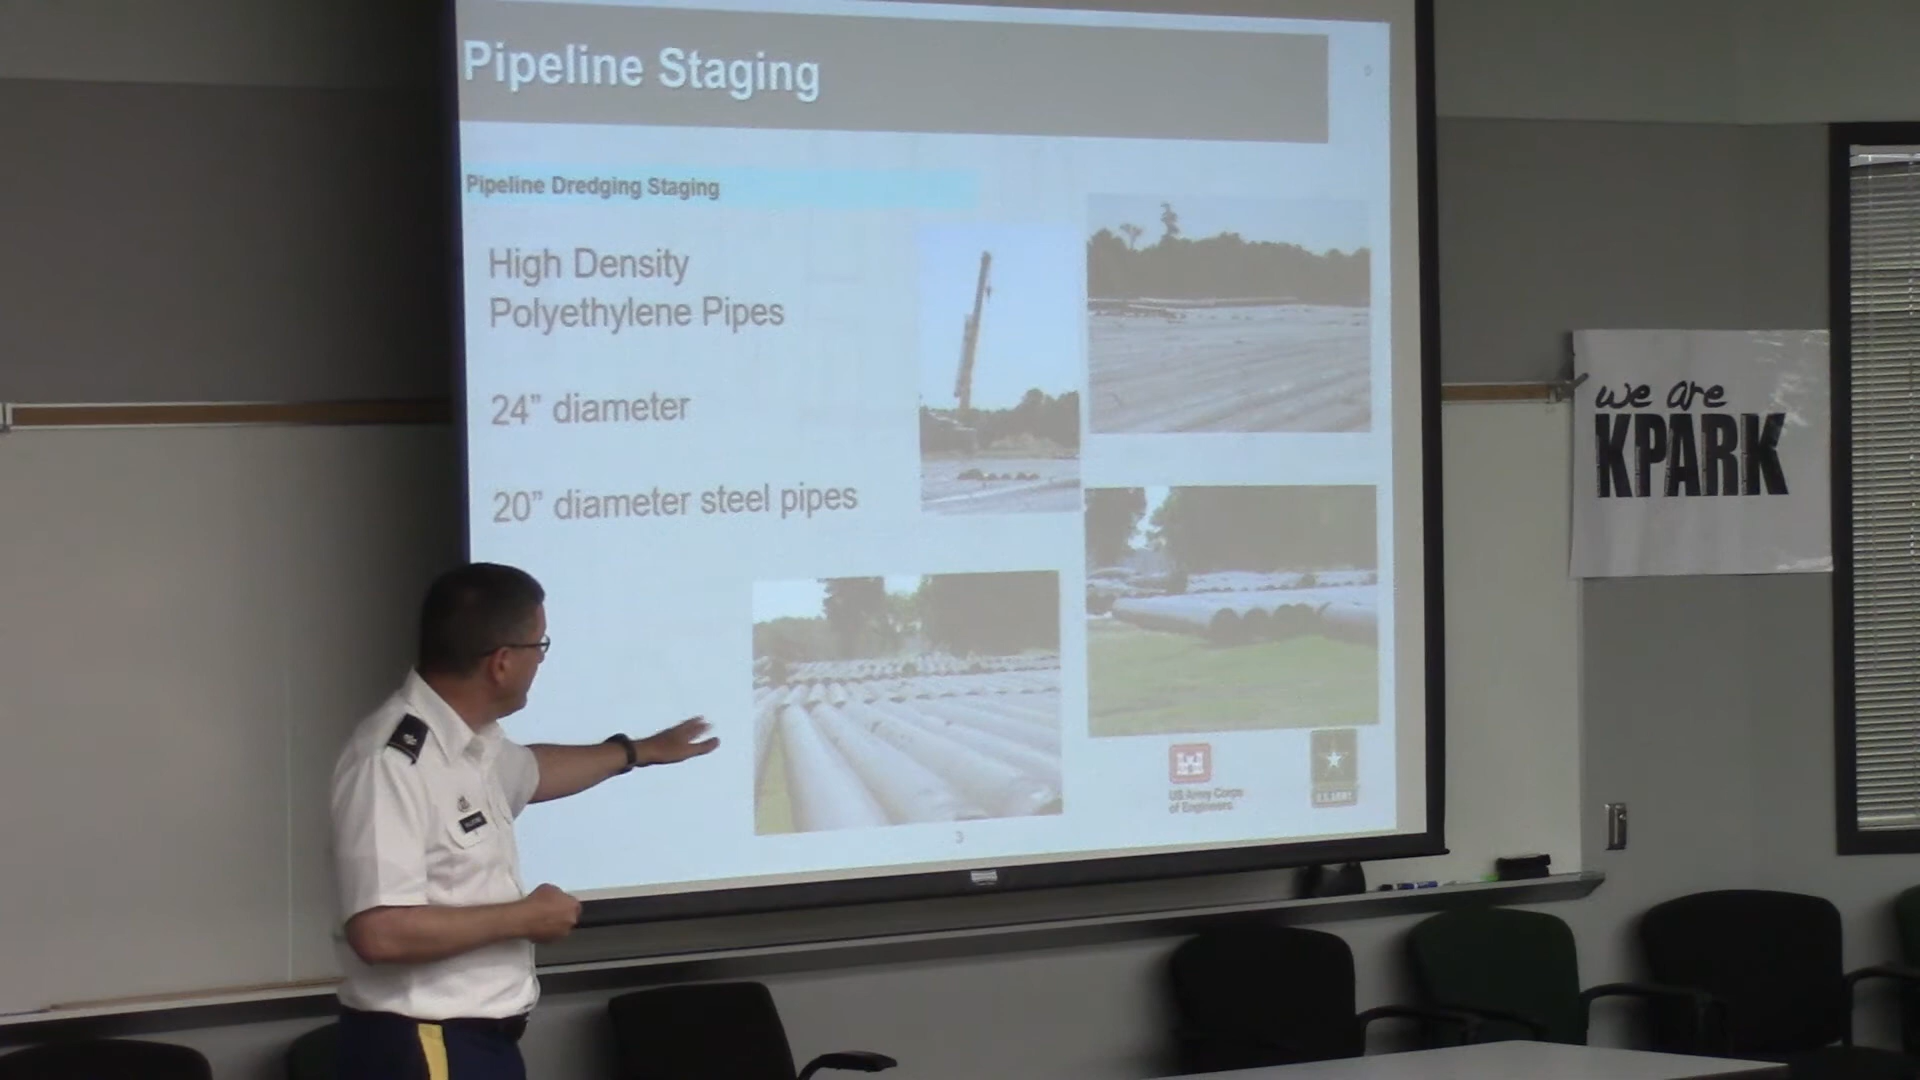 Pipeline Staging
Pipeline Dredging Staging
High Density
Polyethylene Pipes
24” diameter
20” diameter steel pipes
3
US Army Corps
of Engineers
U.S. ARMY
we are
KPARK